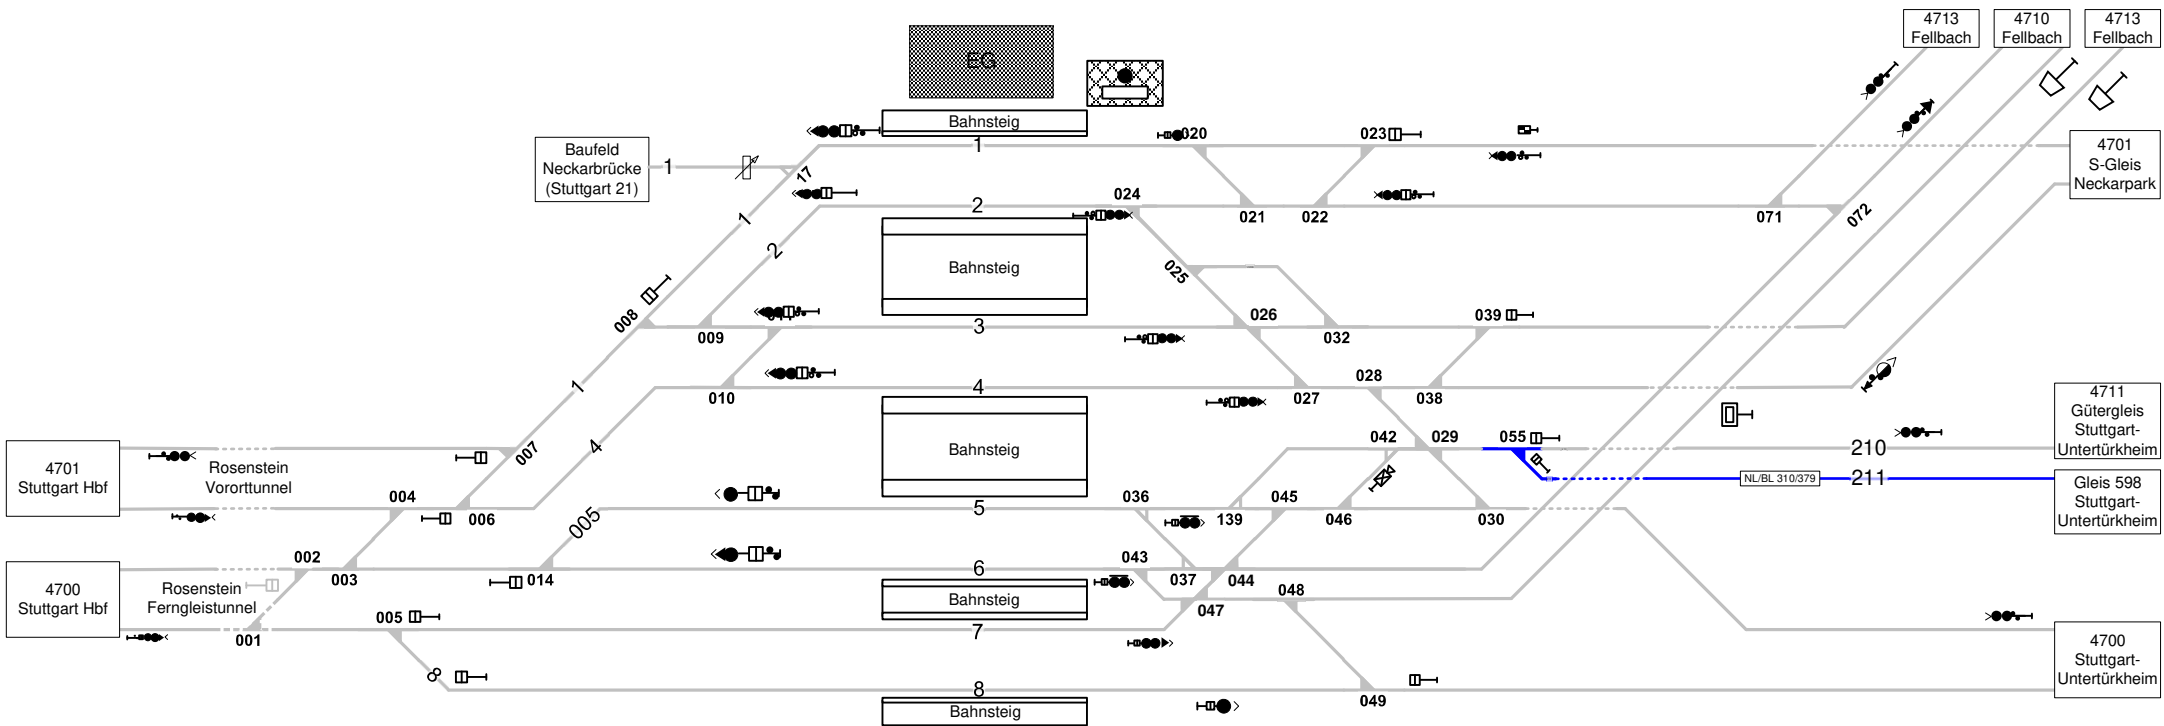 4713
Fellbach
4710
Fellbach
4713
Fellbach
EG
Bahnsteig
1
020
023
Baufeld
Neckarbrücke
(Stuttgart 21)
1
17
4701
S-Gleis
Neckarpark
1
2
024
021
022
071
072
2
Bahnsteig
025
008
009
3
026
032
039
1
010
4
027
028
038
4711
Gütergleis
Stuttgart-
Untertürkheim
4701
Stuttgart Hbf
Rosenstein
Vororttunnel
007
4
Bahnsteig
042
029
055
210
NL/BL 310/379
211
Gleis 598
Stuttgart-
Untertürkheim
004
006
005
5
036
139
045
046
030
4700
Stuttgart Hbf
Rosenstein
Ferngleistunnel
002
003
014
6
043
037
044
Bahnsteig
047
048
001
005
7
4700
Stuttgart-
Untertürkheim
8
8
049
Bahnsteig